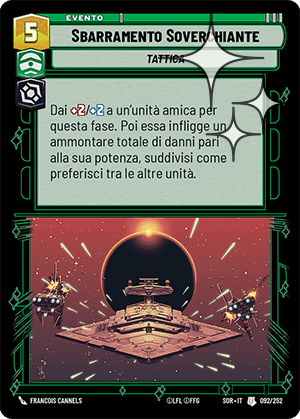 5
EVENTO
SBARRAMENTO SOVERCHIANTE
TATTICA
Dai +2/+2 a un'unità amica per
questa fase. Poi essa infligge un
ammontare totale di danni pari
alla sua potenza, suddivisi come
preferisci tra le altre unità.
FRANCOIS CANNELS
©LFL ©FFG
SOR•IT
092/252